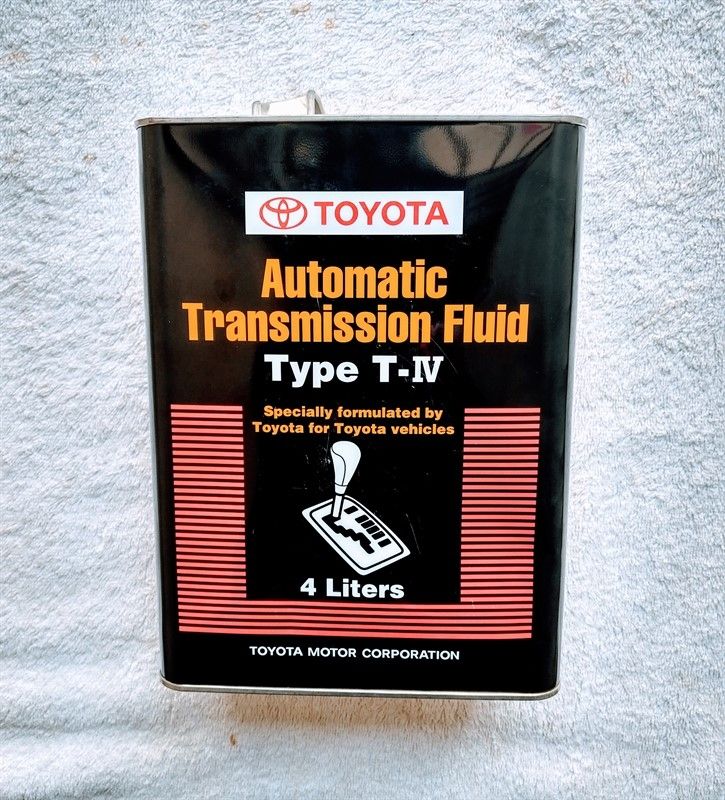 TOYOTA
Automatic
Transmission Fluid
Type T-Ⅳ
Specially formulated by
Toyota for Toyota vehicles
4 Liters
TOYOTA MOTOR CORPORATION